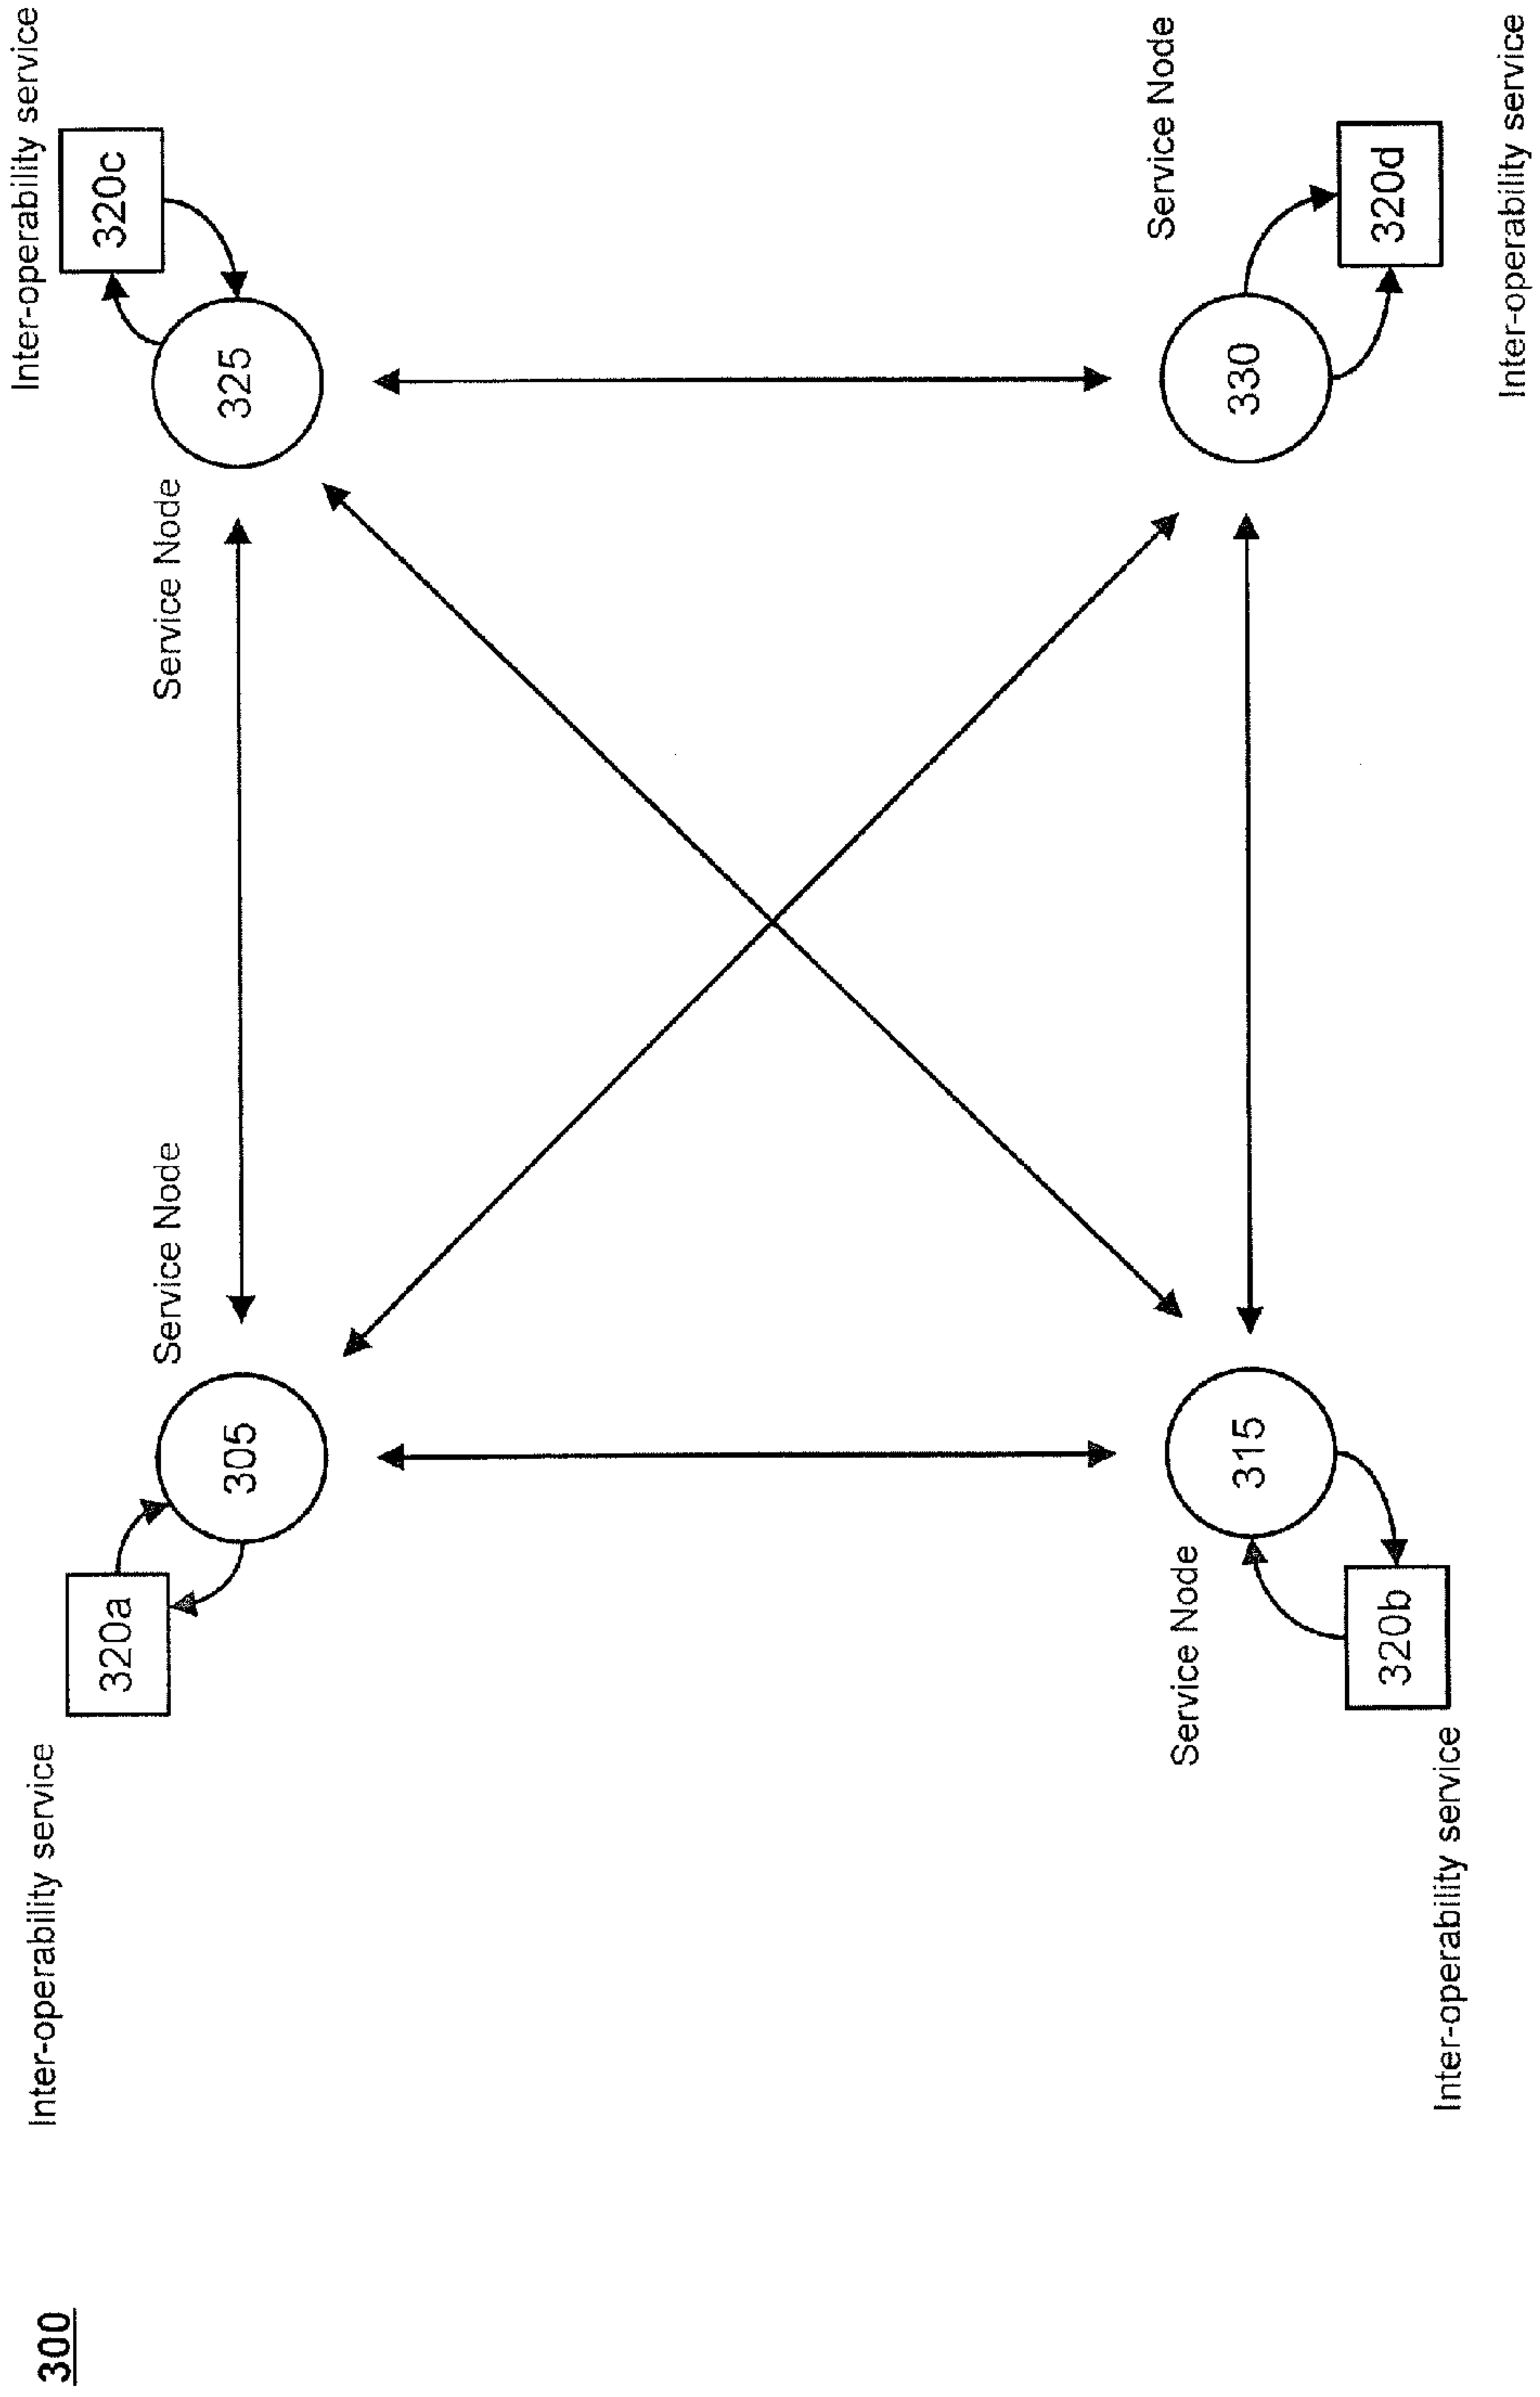 300
Inter-operability service
320a
305
Service Node
Service Node
325
320c
Inter-operability service
Inter-operability service
320b
Service Node
315
330
Service Node
320d
Inter-operability service